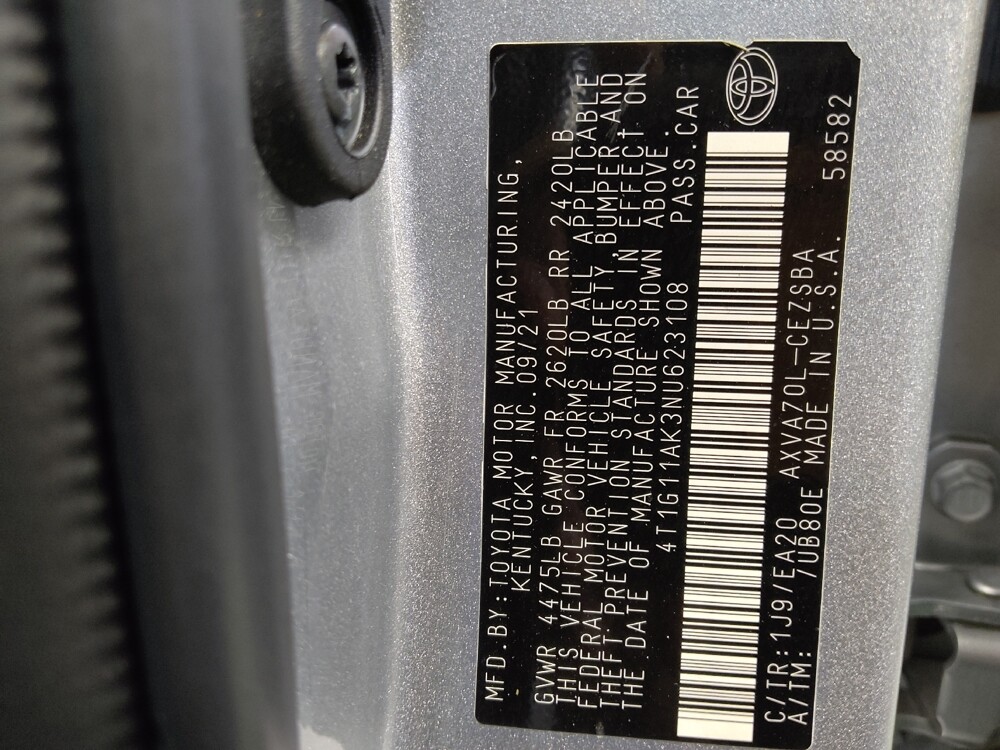 MFD.BY:TOYOTA MOTOR MANUFACTURING,
- KENTUCKY,INC.09/21
GVWR 4475LB GAWR FR 2620LB RR 2420LB
THIS VEHICLE CONFORMS TO ALL APPLICABLE
FEDERAL MOTOR VEHICLE SAFETY,BUMPER,AND
THEFT PREVENTION STANDARDS IN EFFECT ON
THE DATE OF MANUFACTURE SHOWN ABOVE.
4T1G11AK3NU623108 PASS.CAR
C/TR:1J9/EA20 AXVA70L-CEZSBA 58582
A/TM: /UB80E MADE IN U.S.A.